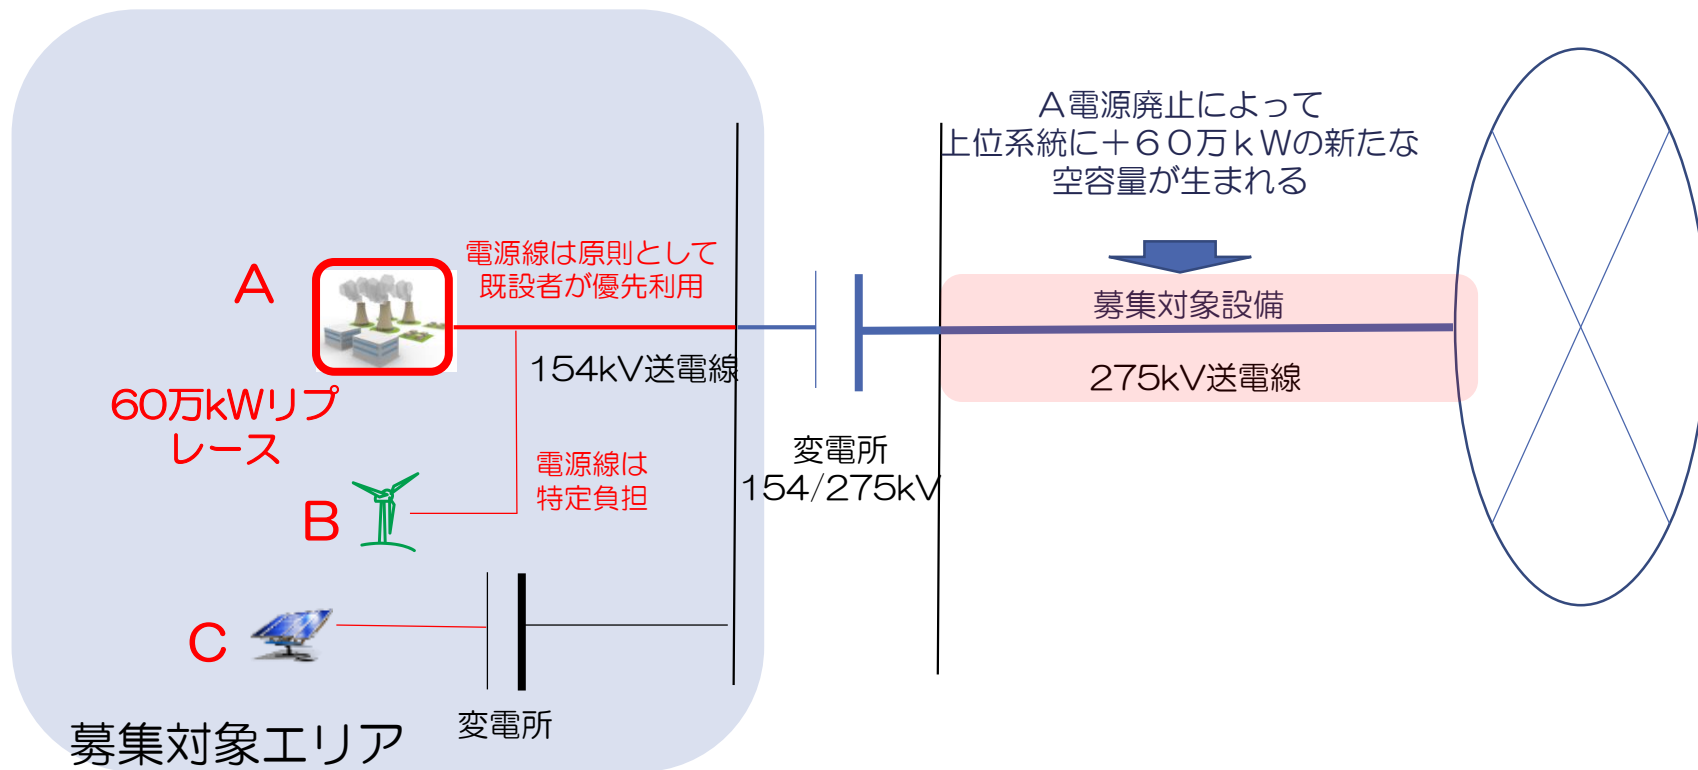 A電源廃止によって
上位系統に＋６０万ｋWの新たな
空容量が生まれる
電源線は原則として
既設者が優先利用
A
募集対象設備
154kV送電線
275kV送電線
60万kWリプ
レース
変電所
154/275kV
電源線は
特定負担
B
C
変電所
募集対象エリア